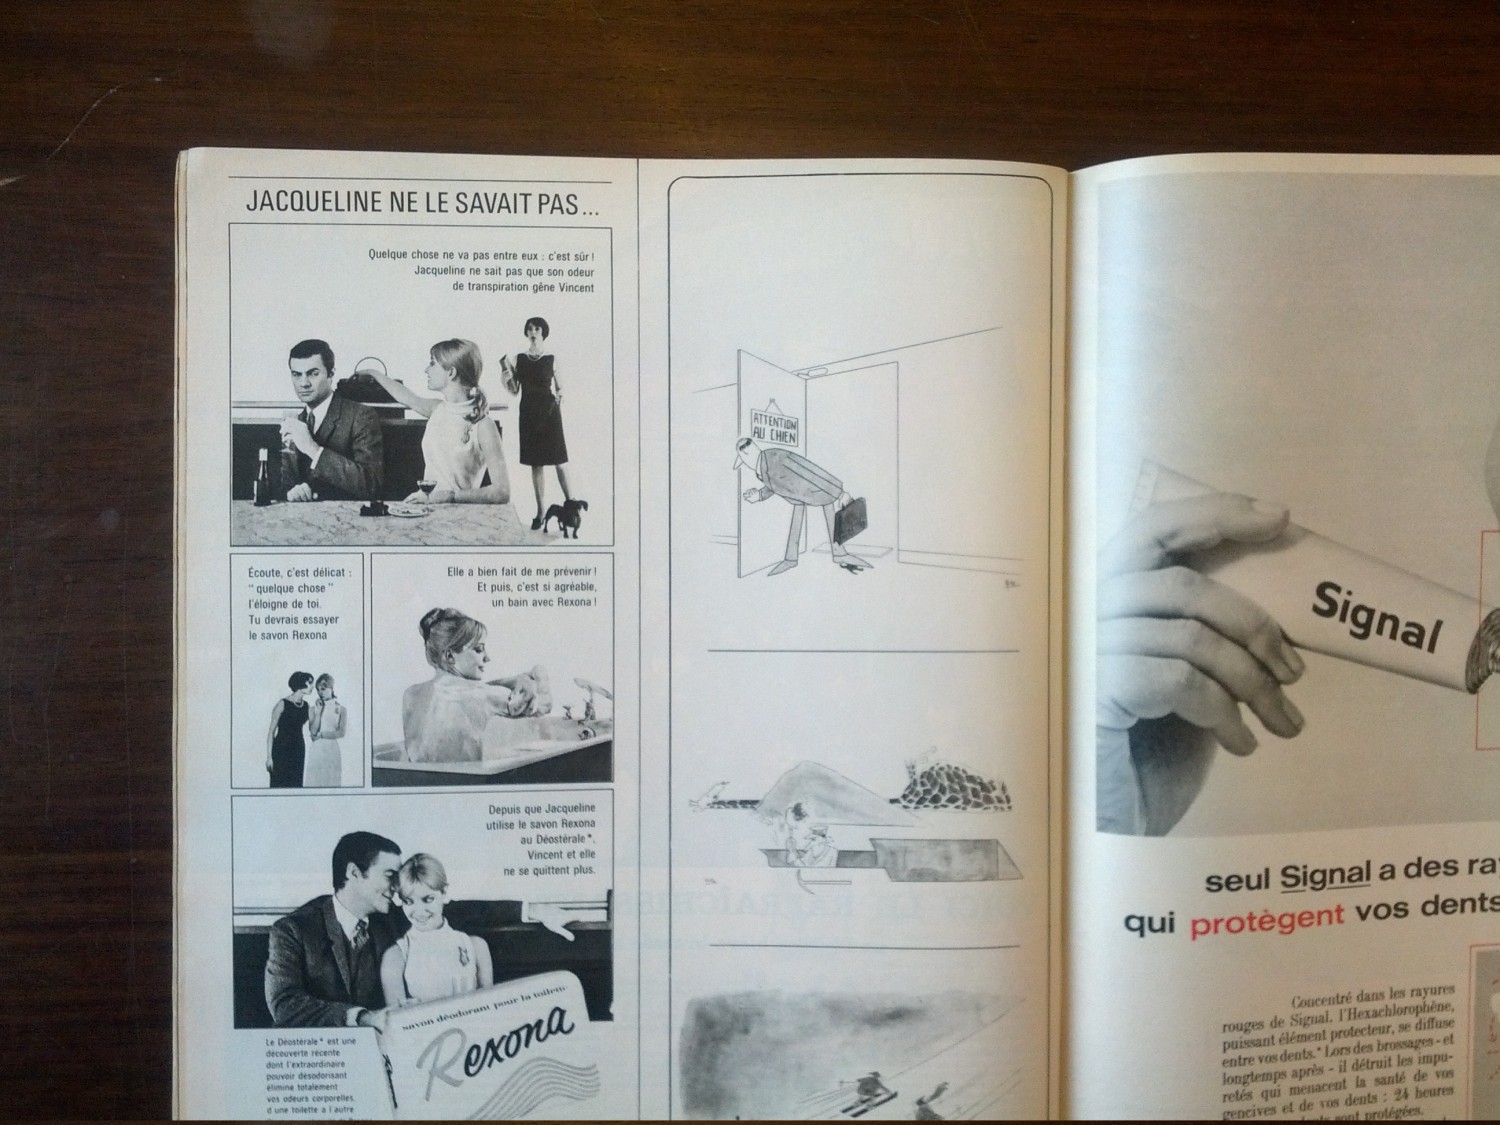 JACQUELINE NE LE SAVAIT PAS...
Quelque chose ne va pas entre eux : c'est sûr !
Jacqueline ne sait pas que son odeur
de transpiration gêne Vincent
Écoute, c'est délicat :
" quelque chose "
l'éloigne de toi.
Tu devrais essayer
le savon Rexona
Elle a bien fait de me prévenir !
Et puis, c'est si agréable,
un bain avec Rexona !
Depuis que Jacqueline
utilise le savon Rexona
au Déostérale*,
Vincent et elle
ne se quittent plus.
savon déodorant pour la toilette
Rexona
Le Déostérale* est une
découverte récente
dont l'extraordinaire
pouvoir désodorisant
élimine totalement
vos odeurs corporelles,
d'une toilette à l'autre
ATTENTION
AU CHIEN
Signal
seul Signal a des
qui protègent vos dents
Concentré dans les rayures
rouges de Signal, l'Hexachlorophène,
puissant élément protecteur, se diffuse
entre vos dents.* Lors des brossages - et
longtemps après - il détruit les impu-
retés qui menacent la santé de vos
gencives et de vos dents : 24 heures
dents sont protégées.